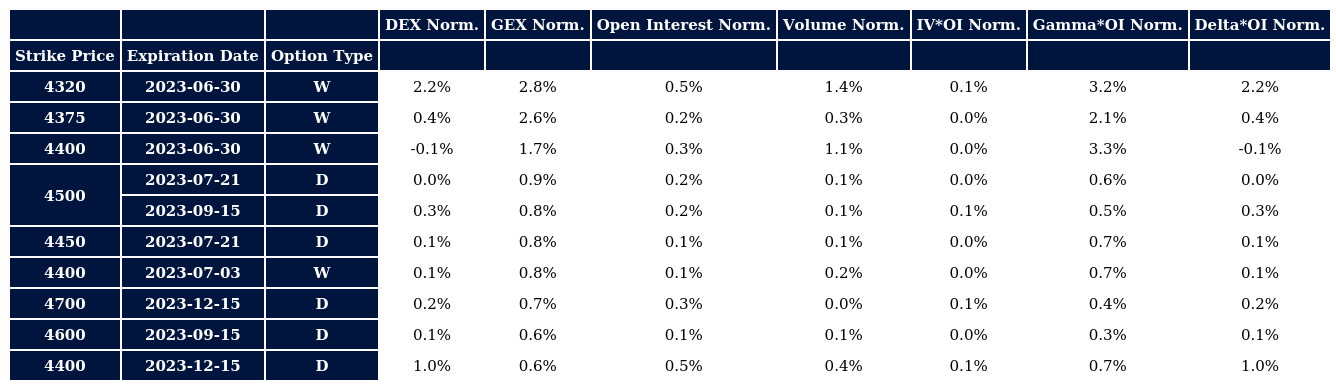 DEX Norm. GEX Norm. Open Interest Norm. Volume Norm. IV*OI Norm. Gamma*OI Norm. Delta*OI Norm.
Strike Price Expiration Date Option Type
4320 2023-06-30 W 2.2% 2.8% 0.5% 1.4% 0.1% 3.2% 2.2%
4375 2023-06-30 W 0.4% 2.6% 0.2% 0.3% 0.0% 2.1% 0.4%
4400 2023-06-30 W -0.1% 1.7% 0.3% 1.1% 0.0% 3.3% -0.1%
4500 2023-07-21 D 0.0% 0.9% 0.2% 0.1% 0.0% 0.6% 0.0%
2023-09-15 D 0.3% 0.8% 0.2% 0.1% 0.1% 0.5% 0.3%
4450 2023-07-21 D 0.1% 0.8% 0.1% 0.1% 0.0% 0.7% 0.1%
4400 2023-07-03 W 0.1% 0.8% 0.1% 0.2% 0.0% 0.7% 0.1%
4700 2023-12-15 D 0.2% 0.7% 0.3% 0.0% 0.1% 0.4% 0.2%
4600 2023-09-15 D 0.1% 0.6% 0.1% 0.1% 0.0% 0.3% 0.1%
4400 2023-12-15 D 1.0% 0.6% 0.5% 0.4% 0.1% 0.7% 1.0%